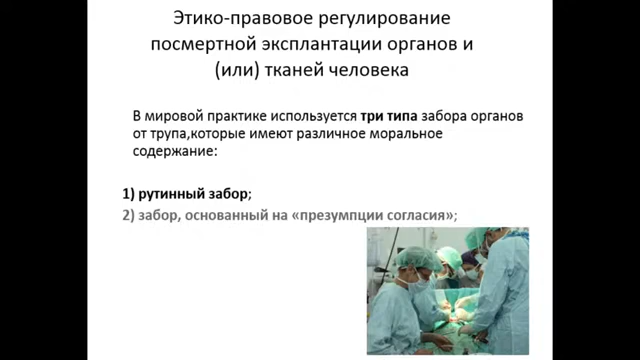 Этико-правовое регулирование
посмертной эксплантации органов и
(или) тканей человека
В мировой практике используется три типа забора органов
от трупа,которые имеют различное моральное
содержание:
1) рутинный забор;
2) забор, основанный на «презумпции согласия»;